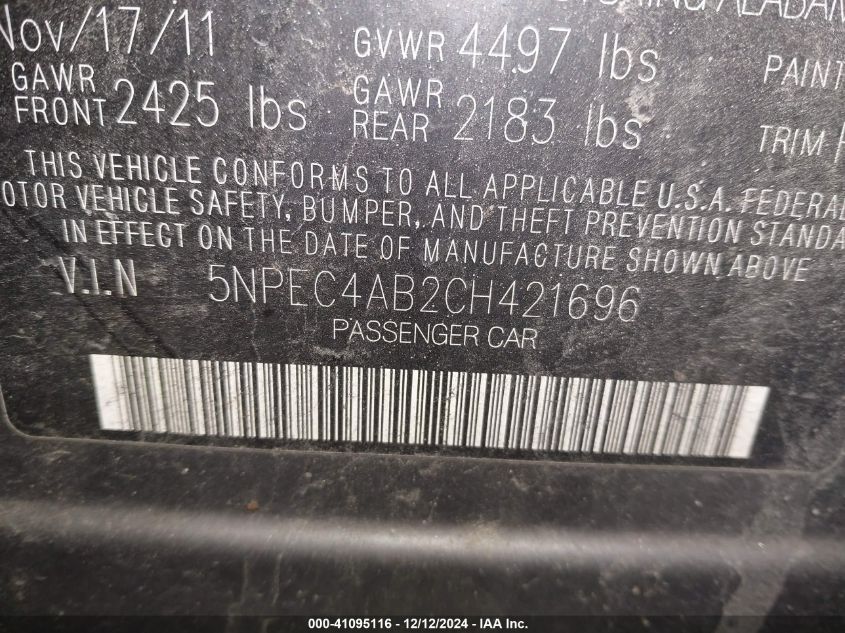 Nov/17/11 GVWR 4497 lbs PAINT
GAWR FRONT 2425 lbs GAWR REAR 2183 lbs TRIM
THIS VEHICLE CONFORMS TO ALL APPLICABLE U.S.A. FEDERAL
OTOR VEHICLE SAFETY, BUMPER, AND THEFT PREVENTION STANDA
IN EFFECT ON THE DATE OF MANUFACTURE SHOWN ABOVE
V.I.N 5NPEC4AB2CH421696
PASSENGER CAR
000-41095116 - 12/12/2024 - IAA Inc.